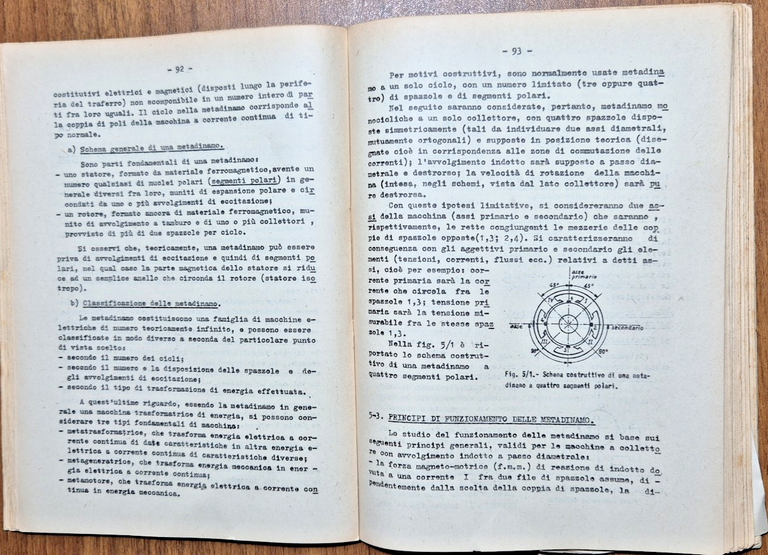 - 92 -
costitutivi elettrici e magnetici (disposti lungo la perife-
ria del traferro) non scomponibile in un numero intero di par
ti fra loro uguali. Il ciclo nella metadinamo corrisponde al
la coppia di poli della macchina a corrente continua di ti-
po normale.
a) Schema generale di una metadinamo.
Sono parti fondamentali di una metadinamo:
- uno statore, formato da materiale ferromagnetico,avente un
numero qualsiasi di nuclei polari (segmenti polari) in ge-
nerale diversi fra loro, muniti di espansione polare e cir
condati da uno o più avvolgimenti di eccitazione;
- un rotore, formato ancora di materiale ferromagnetico, mu-
nito di avvolgimento a tamburo e di uno o più collettori ,
provvisto di più di due spazzole per ciclo.
Si osservi che, teoricamente, una metadinamo può essere
priva di avvolgimenti di eccitazione e quindi di segmenti po
lari, nel qual caso la parte magnetica dello statore si ridu
ce ad un semplice anello che circonda il rotore (statore iso
tropo).
b) Classificazione delle metadinamo.
Le metadinamo costituiscono una famiglia di macchine e-
lettriche di numero teoricamente infinito, e possono essere
classificate in modo diverso a seconda del particolare punto
di vista scelto:
- secondo il numero dei cicli;
- secondo il numero e la disposizione delle spazzole e de-
gli avvolgimenti di eccitazione;
- secondo il tipo di trasformazione di energia effettuata.
A quest'ultimo riguardo, essendo la metadinamo in gene-
rale una macchina trasformatrice di energia, si possono con-
siderare tre tipi fondamentali di macchina:
- metatrasformatrice, che trasforma energia elettrica a cor-
rente continua di date caratteristiche in altra energia e-
lettrica a corrente continua di caratteristiche diverse;
- metageneratrice, che trasforma energia meccanica in ener -
gia elettrica a corrente continua;
- metamotore, che trasforma energia elettrica a corrente con
tinua in energia meccanica.
- 93 -
Per motivi costruttivi, sono normalmente usate metadina
mo a un solo ciclo, con un numero limitato (tre oppure quat-
tro) di spazzole e di segmenti polari.
Nel seguito saranno considerate, pertanto, metadinamo mo
nocicliche a un solo collettore, con quattro spazzole dispo-
ste simmetricamente (tali da individuare due assi diametrali,
mutuamente ortogonali) e supposte in posizione teorica (dise-
gnate cioè in corrispondenza alle zone di commutazione delle
correnti); l'avvolgimento indotto sarà supposto a passo dia-
metrale e destrorso; la velocità di rotazione della macchi-
na (intesa, negli schemi, vista dal lato collettore) sarà pu
re destrorsa.
Con queste ipotesi limitative, si considereranno due as-
si della macchina (assi primario e secondario) che saranno ,
rispettivamente, le rette congiungenti le mezzerie delle cop
pie di spazzole opposte(1,3; 2,4). Si caratterizzeranno di
conseguenza con gli aggettivi primario e secondario gli ele-
menti (tensioni, correnti, flussi ecc.) relativi a detti as-
si, cioè per esempio: cor-
rente primaria sarà la cor
rente che circola fra le
spazzole 1,3; tensione pri
maria sarà la tensione mi-
surabile fra le stesse spaz
zole 1,3.
Nella fig. 5/1 è ri-
portato lo schema costrut-
tivo di una metadinamo a
quattro segmenti polari.
asse
primario
45°
45°
asse
secondario
90°
90°
Fig. 5/1.- Schema costruttivo di una meta-
dinamo a quattro segmenti polari.
5-3. PRINCIPI DI FUNZIONAMENTO DELLE METADINAMO.
Lo studio del funzionamento delle metadinamo si basa sui
seguenti principi generali, validi per le macchine a colletto
re con avvolgimento indotto a passo diametrale:
- la forza magneto-motrice (f.m.m.) di reazione di indotto do
vuta a una corrente I fra due file di spazzole assume, di -
pendentemente dalla scelta della coppia di spazzole, la di-